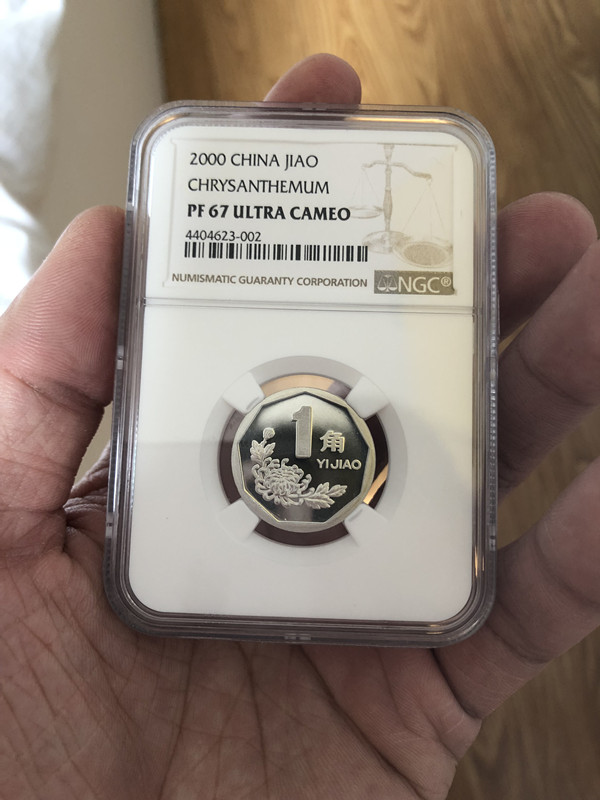 2000 CHINA JIAO
CHRYSANTHEMUM
PF 67 ULTRA CAMEO
4404623-002
NUMISMATIC GUARANTY CORPORATION NGC®
1角
YI JIAO